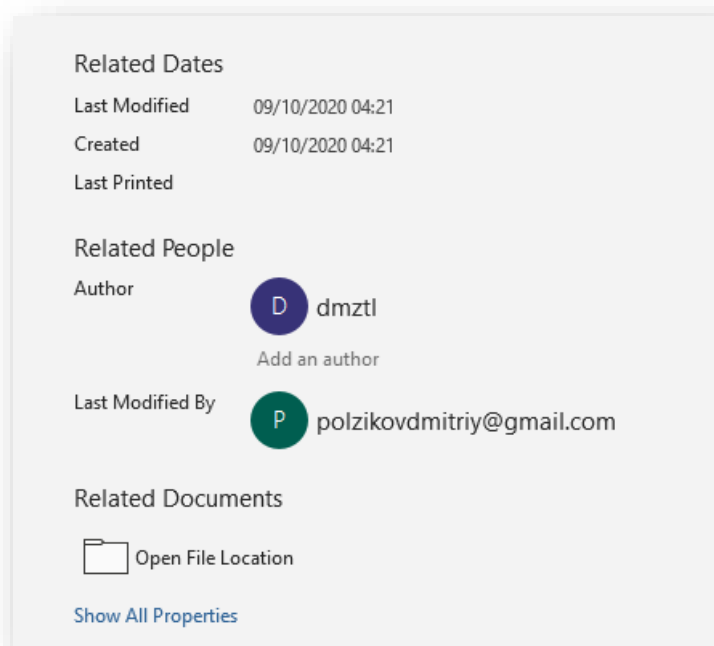 Related Dates
Last Modified 09/10/2020 04:21
Created 09/10/2020 04:21
Last Printed
Related People
Author
D dmztl
Add an author
Last Modified By
P polzikovdmitriy@gmail.com
Related Documents
Open File Location
Show All Properties